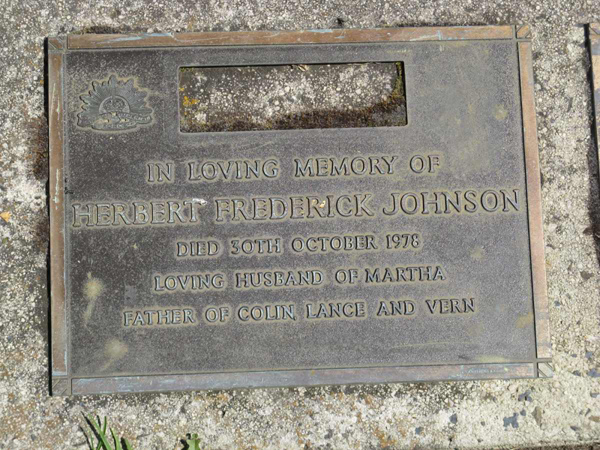 IN LOVING MEMORY OF
HERBERT FREDERICK JOHNSON
DIED 30TH OCTOBER 1978
LOVING HUSBAND OF MARTHA
FATHER OF COLIN, LANCE AND VERN